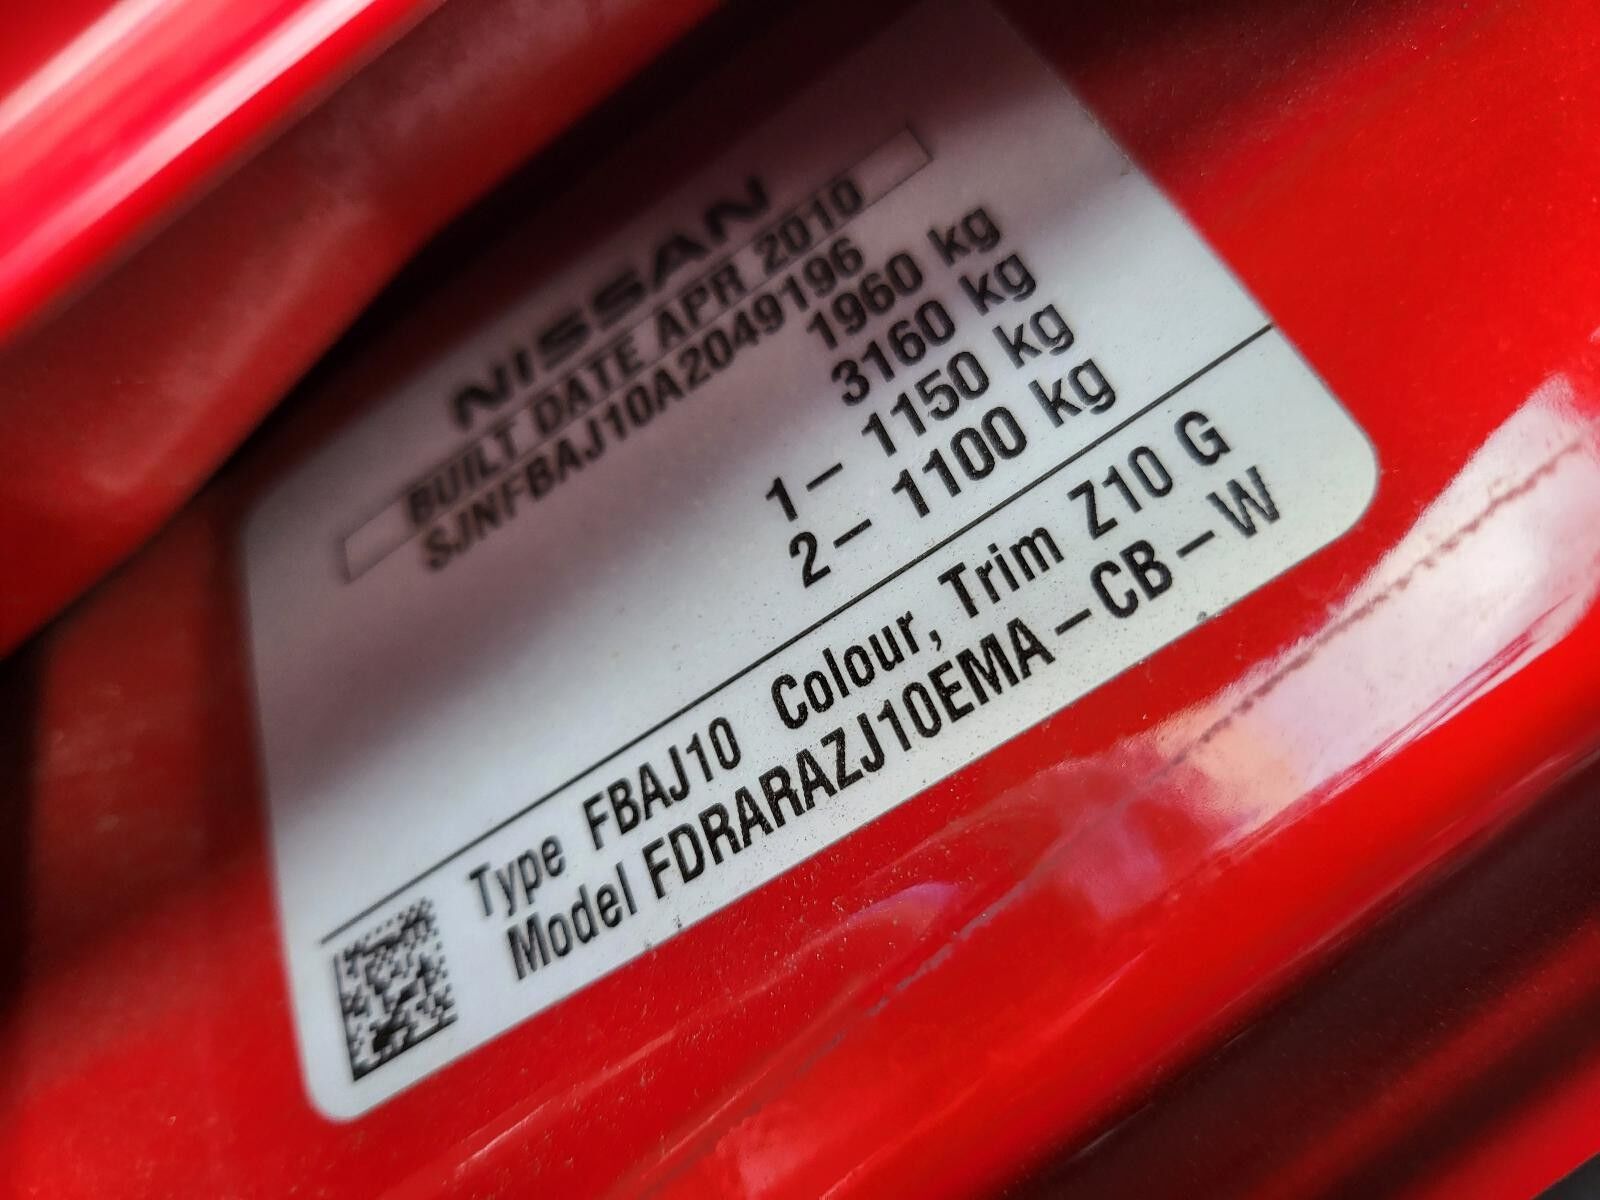 NISSAN
BUILT DATE APR 2010
SJNFBAJ10A2049196
1960 kg
3160 kg
1– 1150 kg
2– 1100 kg
Type FBAJ10 Colour, Trim Z10 G
Model FDRARAZJ10EMA–CB–W